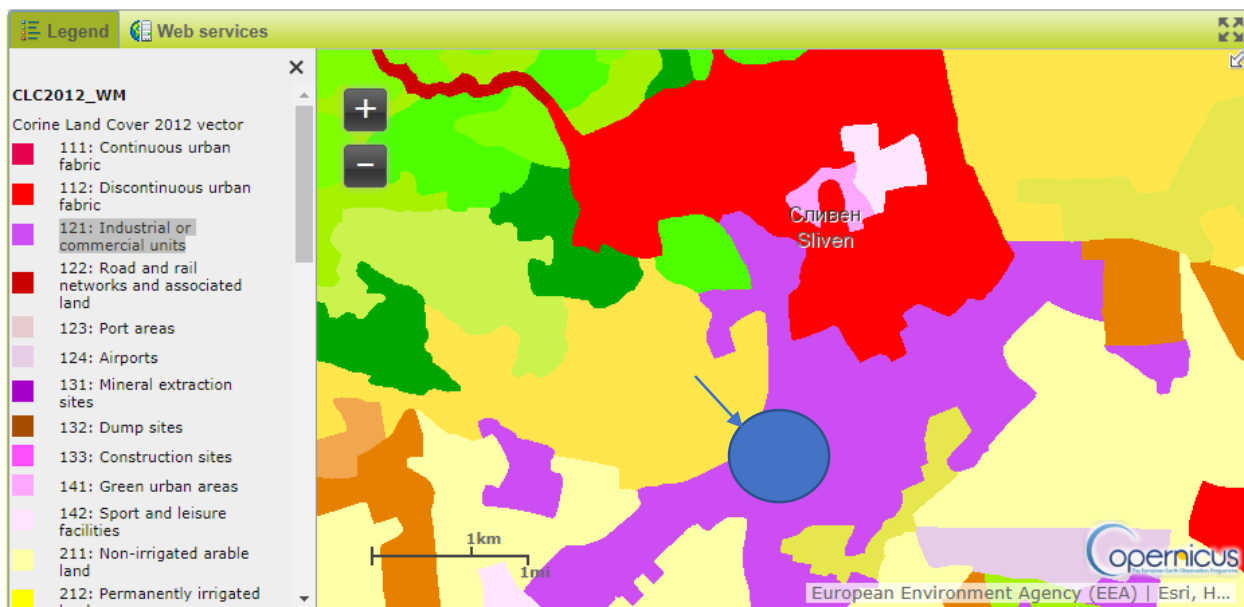 Legend
Web services
CLC2012_WM
Corine Land Cover 2012 vector
111: Continuous urban
fabric
112: Discontinuous urban
fabric
121: Industrial or
commercial units
122: Road and rail
networks and associated
land
123: Port areas
124: Airports
131: Mineral extraction
sites
132: Dump sites
133: Construction sites
141: Green urban areas
142: Sport and leisure
facilities
211: Non-irrigated arable
land
212: Permanently irrigated
+
−
Сливен
Sliven
1km
1mi
opernicus
European Environment Agency (EEA) | Esri, H...